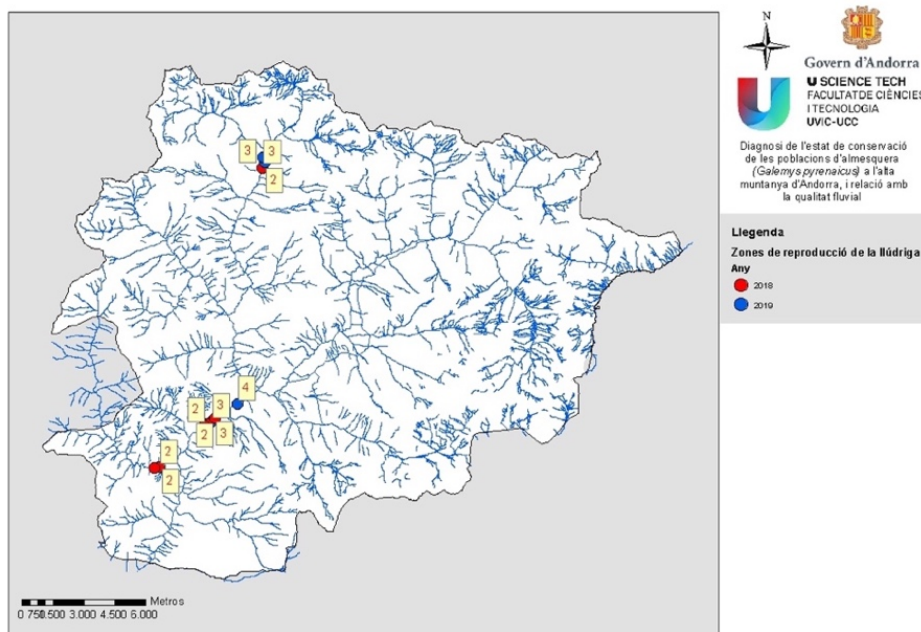 N
Govern d'Andorra
U SCIENCE TECH
FACULTAT DE CIÈNCIES
I TECNOLOGIA
UVIC-UCC
Diagnosi de l'estat de conservació
de les poblacions d'almesquera
(Galemys pyrenaicus) a l'alta
muntanya d'Andorra, i relació amb
la qualitat fluvial
Llegenda
Zones de reproducció de la llúdriga
Any
2018
2019
3 3
2
4
2 3
2 3
2
2
Metros
0 750 1.500 3.000 4.500 6.000